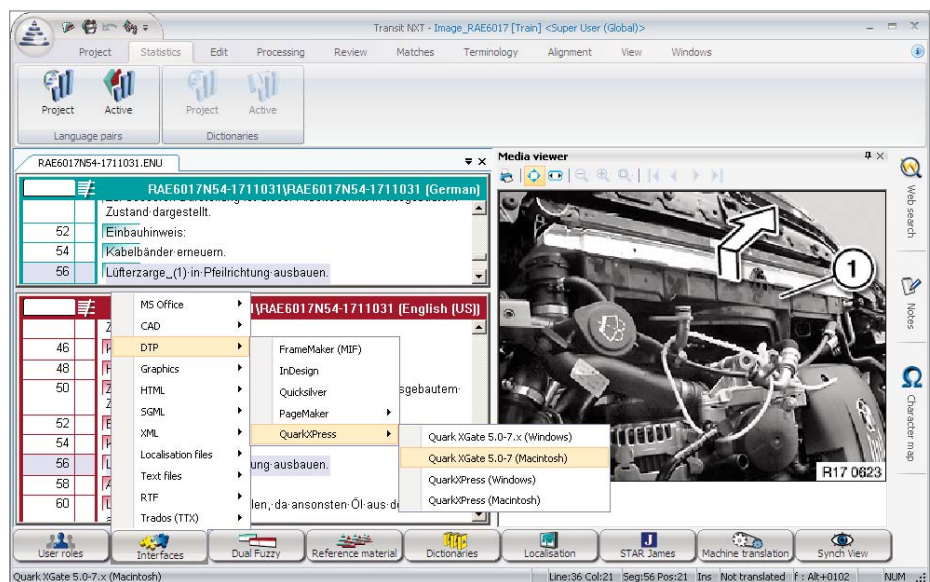 Transit NXT - Image_RAE6017 [Train] <Super User (Global)>
Project Statistics Edit Processing Review Matches Terminology Alignment View Windows
Project Active Project Active
Language pairs Dictionaries
RAE6017N54-1711031.ENU
RAE6017N54-1711031\RAE6017N54-1711031 (German)
Zustand·dargestellt.
52 Einbauhinweis:
54 Kabelbänder·erneuern.
56 Lüfterzarge_(1)·in·Pfeilrichtung·ausbauen.
\RAE6017N54-1711031 (English (US))
46
48
50 sgebautem·
52
54
56 ung·ausbauen.
58
60 len,·da·ansonsten·Öl·aus·
MS Office
CAD
DTP
Graphics
HTML
SGML
XML
Localisation files
Text files
RTF
Trados (TTX)
FrameMaker (MIF)
InDesign
Quicksilver
PageMaker
QuarkXPress
Quark XGate 5.0-7.x (Windows)
Quark XGate 5.0-7 (Macintosh)
QuarkXPress (Windows)
QuarkXPress (Macintosh)
Media viewer
1
R17 0623
Web search
Notes
Character map
User roles Interfaces Dual Fuzzy Reference material Dictionaries Localisation STAR James Machine translation Synch View
Quark XGate 5.0-7.x (Macintosh) Line:36 Col:21 Seg:56 Pos:21 Ins Not translated f : Alt+0102 NUM